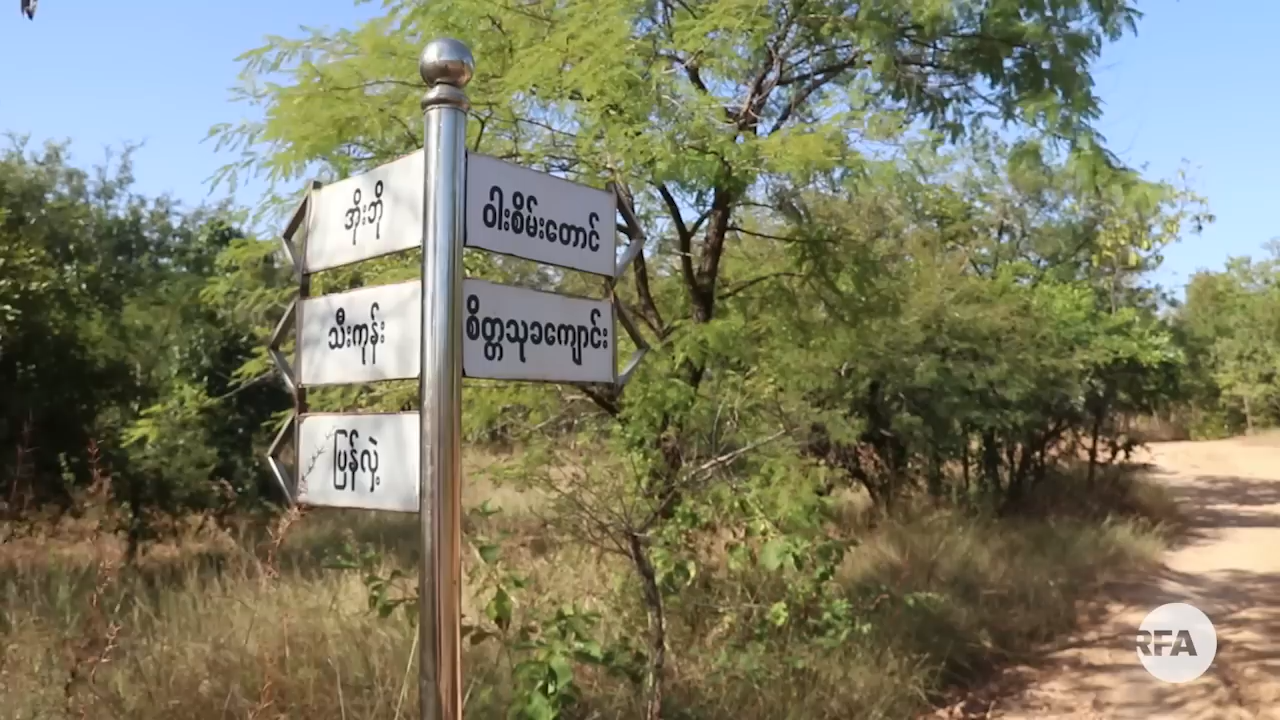 အိုးဘို
သီးကုန်း
ပြန်လှဲ့
ဝါးစိမ်းတောင်
စိတ္တသုခကျောင်း
RFA